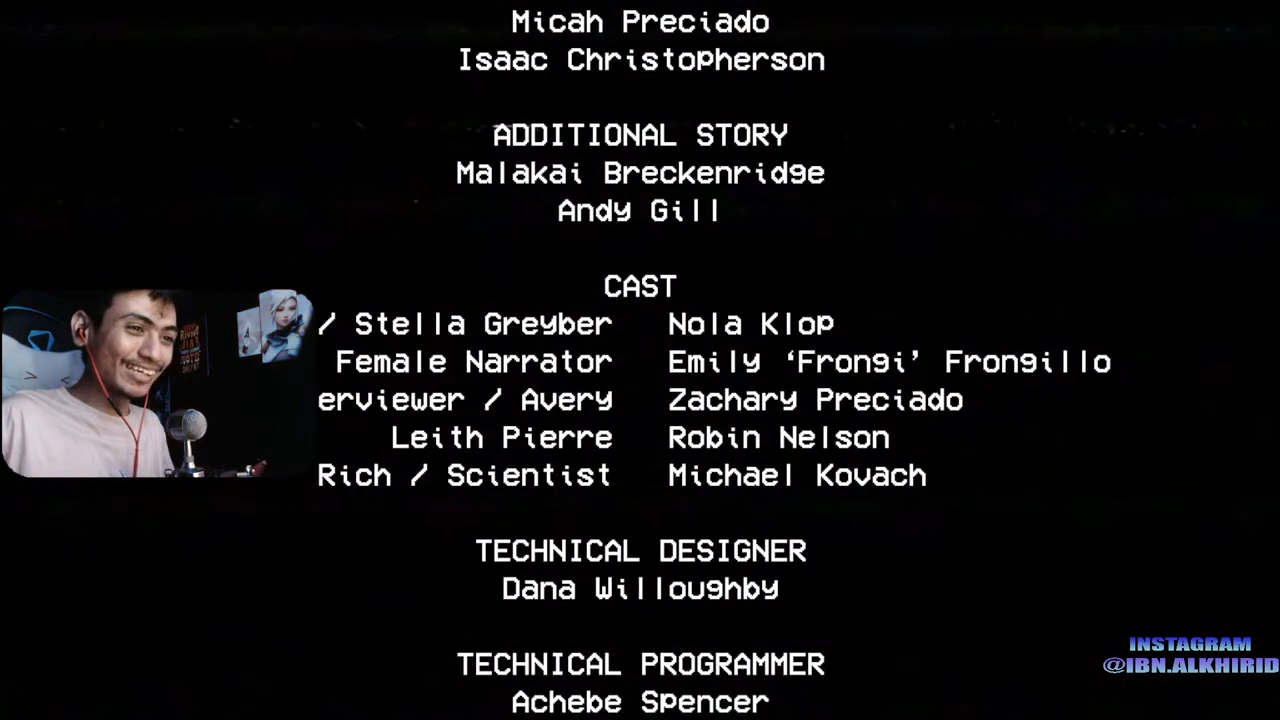 Micah Preciado
Isaac Christopherson
ADDITIONAL STORY
Malakai Breckenridge
Andy Gill
CAST
/ Stella Greyber Nola Klop
Female Narrator Emily ‘Frongi’ Frongillo
erviewer / Avery Zachary Preciado
Leith Pierre Robin Nelson
Rich / Scientist Michael Kovach
TECHNICAL DESIGNER
Dana Willoughby
TECHNICAL PROGRAMMER
Achebe Spencer
INSTAGRAM
@IBN.ALKHIRID